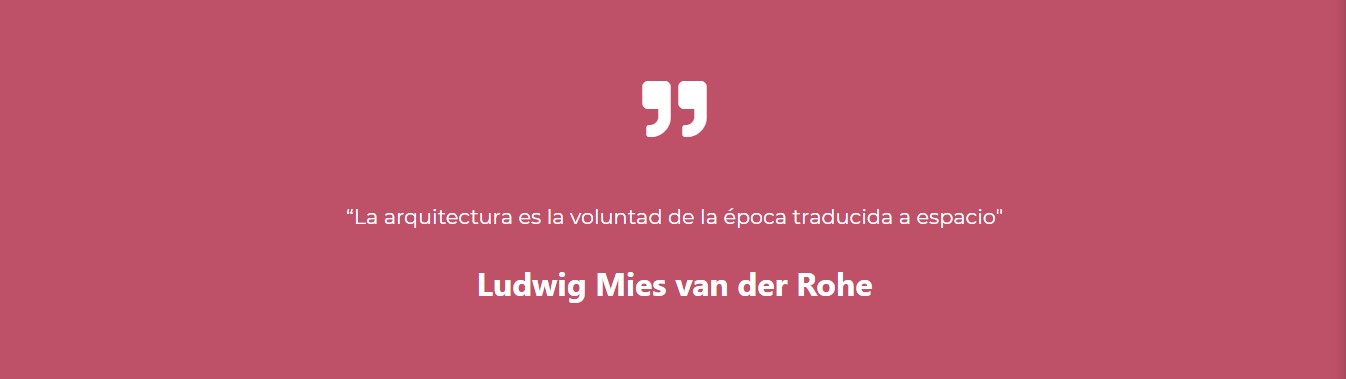 “La arquitectura es la voluntad de la época traducida a espacio"
Ludwig Mies van der Rohe